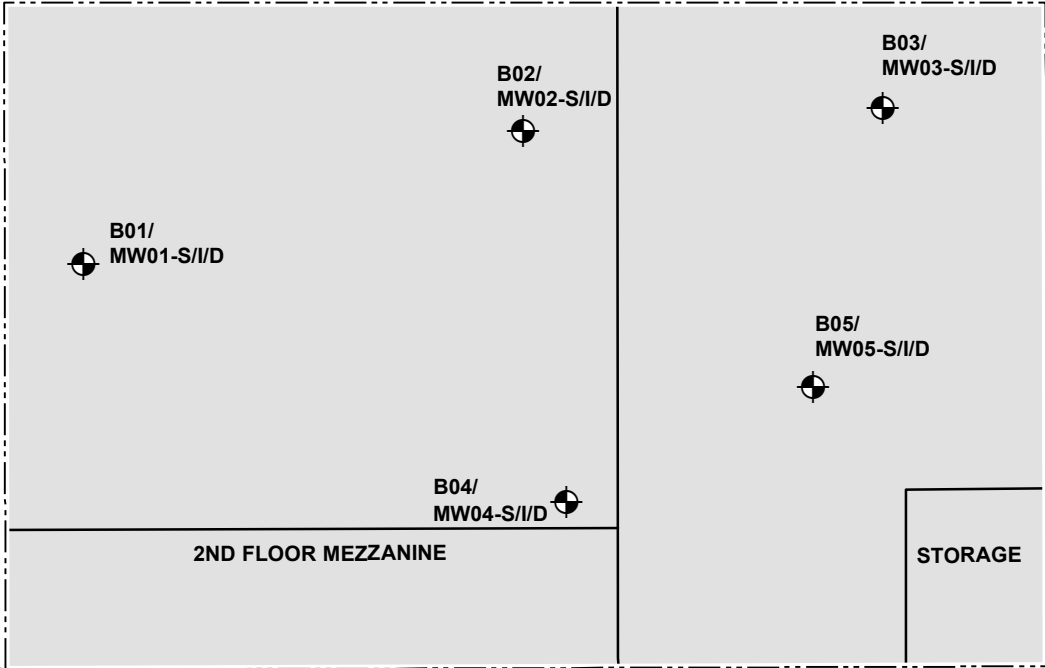 B03/
MW03-S/I/D
B02/
MW02-S/I/D
B01/
MW01-S/I/D
B05/
MW05-S/I/D
B04/
MW04-S/I/D
2ND FLOOR MEZZANINE
STORAGE